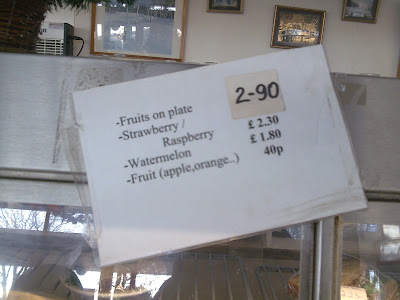 -Fruits on plate 2-90
-Strawberry /
Raspberry £ 2.30
-Watermelon £ 1.80
-Fruit (apple,orange..) 40p